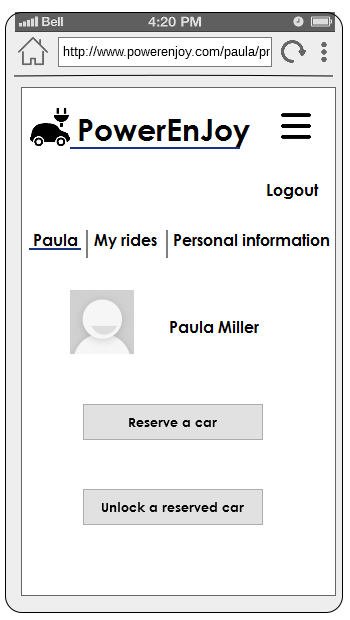 Bell 4:20 PM
http://www.powerenjoy.com/paula/pr
PowerEnJoy
Logout
Paula My rides Personal information
Paula Miller
Reserve a car
Unlock a reserved car